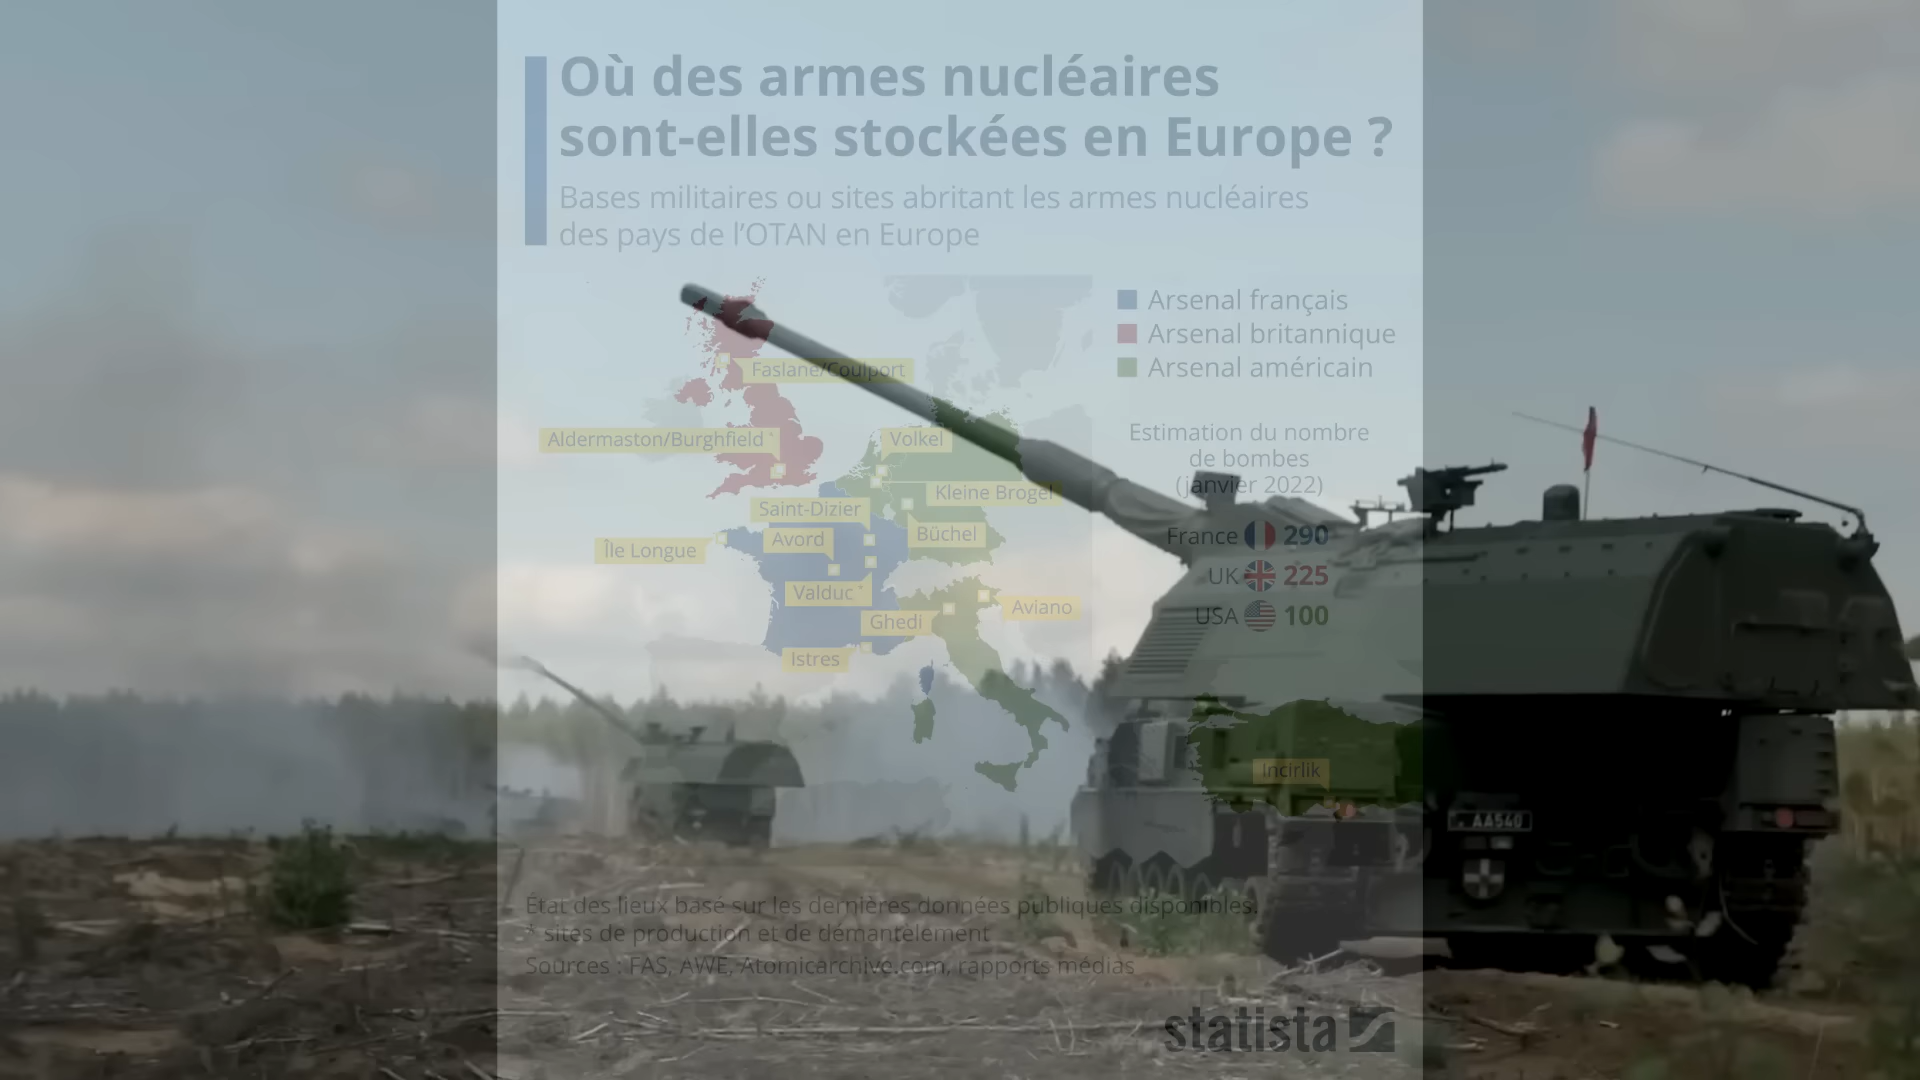 Où des armes nucléaires
sont-elles stockées en Europe ?
Bases militaires ou sites abritant les armes nucléaires
des pays de l'OTAN en Europe
Arsenal français
Arsenal britannique
Arsenal américain
Faslane/Coulport
Aldermaston/Burghfield *
Volkel
Kleine Brogel
Saint-Dizier
Büchel
Avord
Île Longue
Valduc *
Ghedi
Aviano
Istres
Incirlik
Estimation du nombre
de bombes
(janvier 2022)
France 290
UK 225
USA 100
AA540
État des lieux basé sur les dernières données publiques disponibles.
* sites de production et de démantèlement
Sources : FAS, AWE, Atomicarchive.com, rapports médias
statista